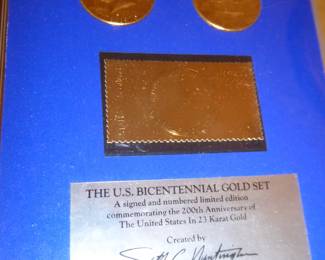 THE U.S. BICENTENNIAL GOLD SET
A signed and numbered limited edition
commemorating the 200th Anniversary of
The United States In 23 Karat Gold
Created by